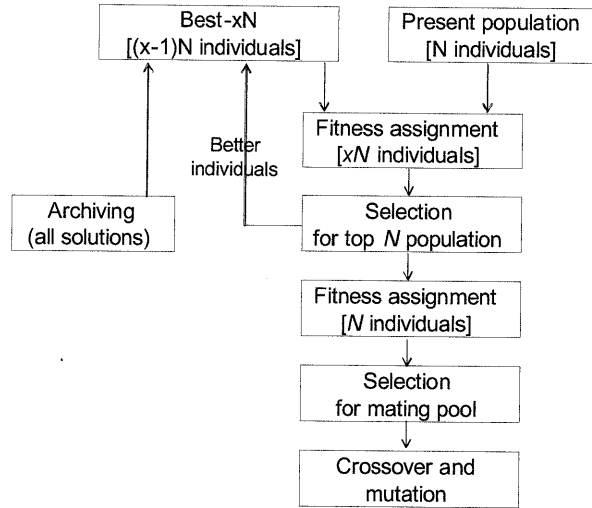 Best-xN
[(x-1)N individuals]
Present population
[N individuals]
Fitness assignment
[xN individuals]
Better
individuals
Archiving
(all solutions)
Selection
for top N population
Fitness assignment
[N individuals]
Selection
for mating pool
Crossover and
mutation